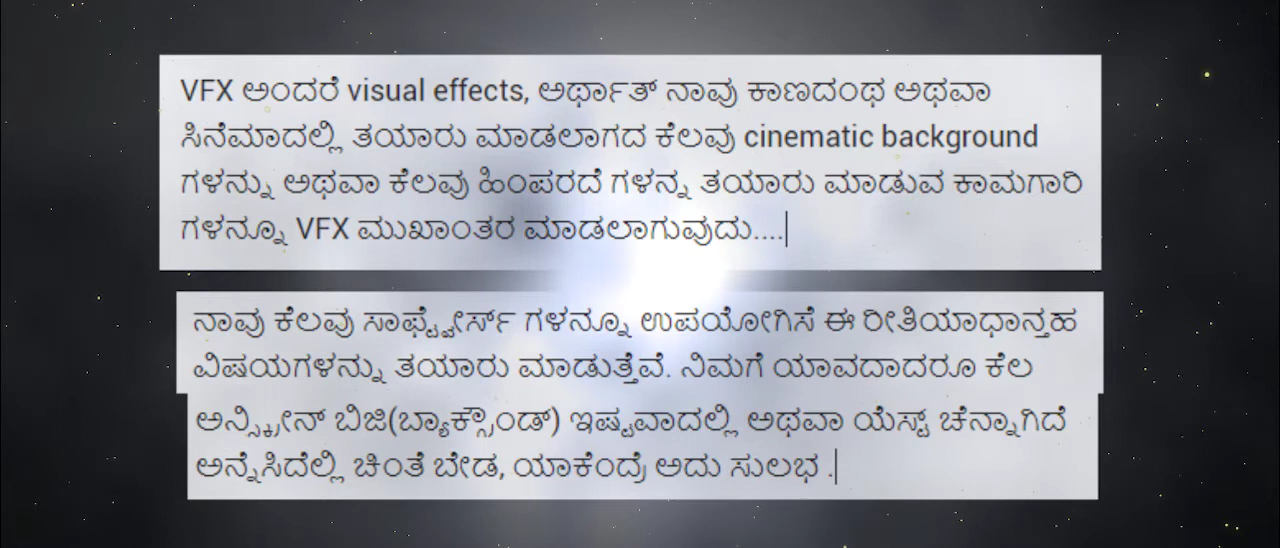 VFX ಅಂದರೆ visual effects, ಅರ್ಥಾತ್ ನಾವು ಕಾಣದಂಥ ಅಥವಾ
ಸಿನೆಮಾದಲ್ಲಿ ತಯಾರು ಮಾಡಲಾಗದ ಕೆಲವು cinematic background
ಗಳನ್ನು ಅಥವಾ ಕೆಲವು ಹಿಂಪರದೆ ಗಳನ್ನ ತಯಾರು ಮಾಡುವ ಕಾಮಗಾರಿ
ಗಳನ್ನೂ VFX ಮುಖಾಂತರ ಮಾಡಲಾಗುವುದು....
ನಾವು ಕೆಲವು ಸಾಫ್ಟ್ವೇರ್ಸ್ ಗಳನ್ನೂ ಉಪಯೋಗಿಸೆ ಈ ರೀತಿಯಾಧಾನ್ತಹ
ವಿಷಯಗಳನ್ನು ತಯಾರು ಮಾಡುತ್ತೆವೆ. ನಿಮಗೆ ಯಾವದಾದರೂ ಕೆಲ
ಅನ್ಸ್ಕ್ರೀನ್ ಬಿಜಿ(ಬ್ಯಾಕ್ಗ್ರೌಂಡ್) ಇಷ್ಟವಾದಲ್ಲಿ ಅಥವಾ ಯೆಸ್ಟ್ ಚೆನ್ನಾಗಿದೆ
ಅನ್ನೆಸಿದೆಲ್ಲಿ ಚಿಂತೆ ಬೇಡ, ಯಾಕೆಂದ್ರೆ ಅದು ಸುಲಭ .